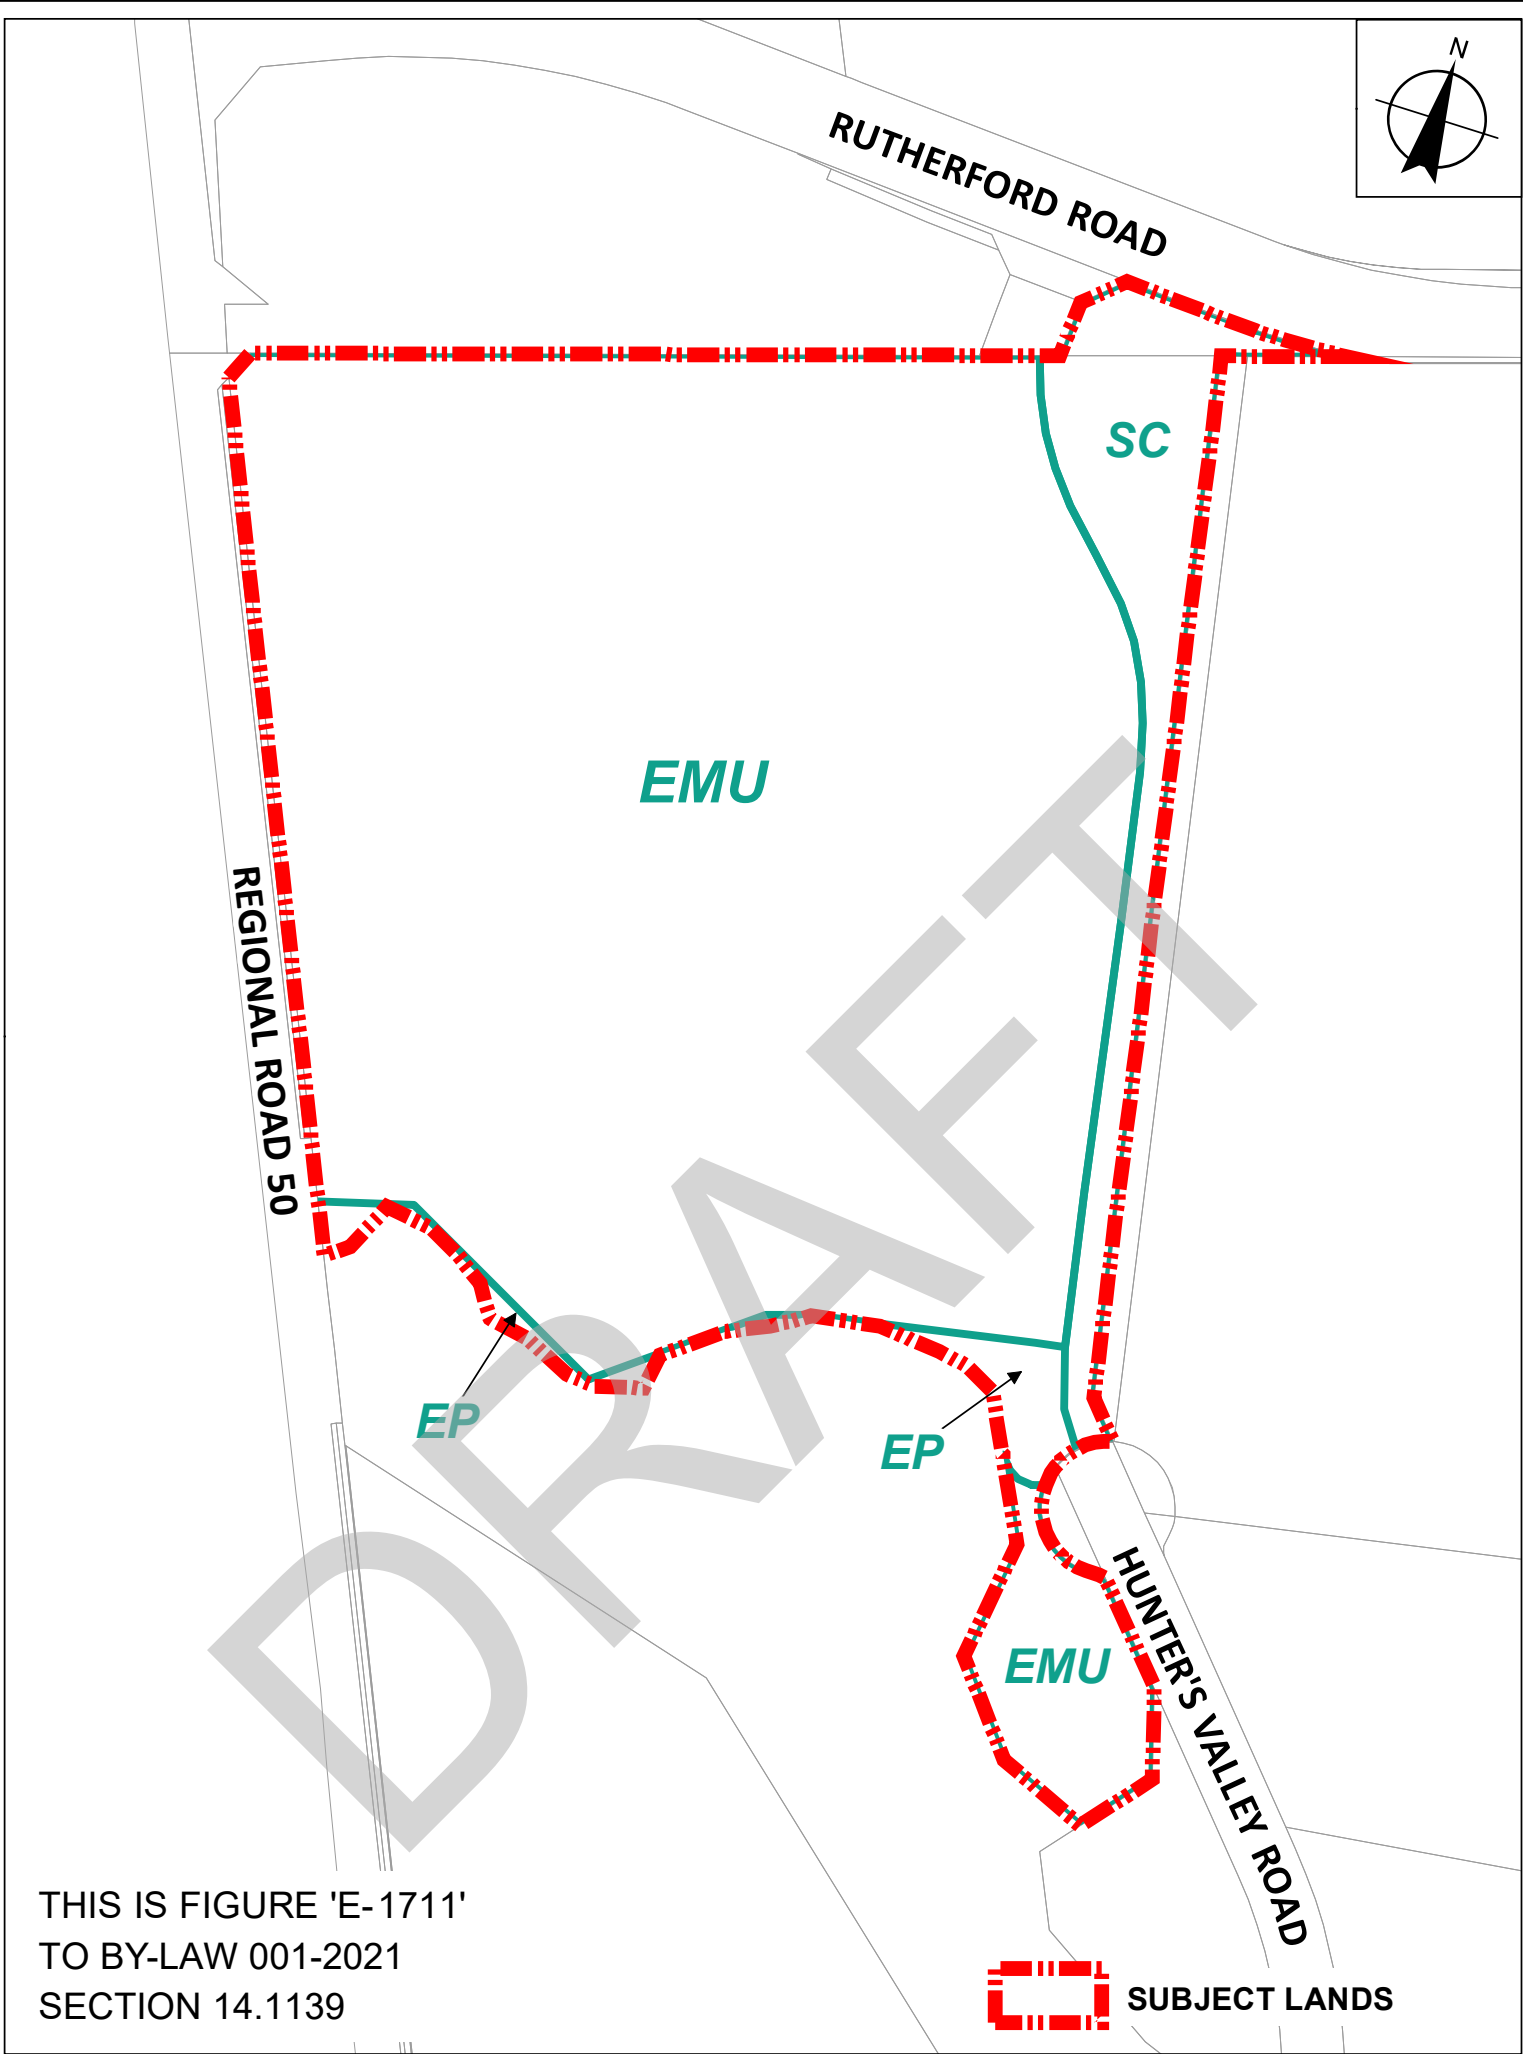 N
RUTHERFORD ROAD
SC
EMU
REGIONAL ROAD 50
DRAFT
EP
EP
EMU
HUNTER'S VALLEY ROAD
THIS IS FIGURE 'E-1711'
TO BY-LAW 001-2021
SECTION 14.1139
SUBJECT LANDS